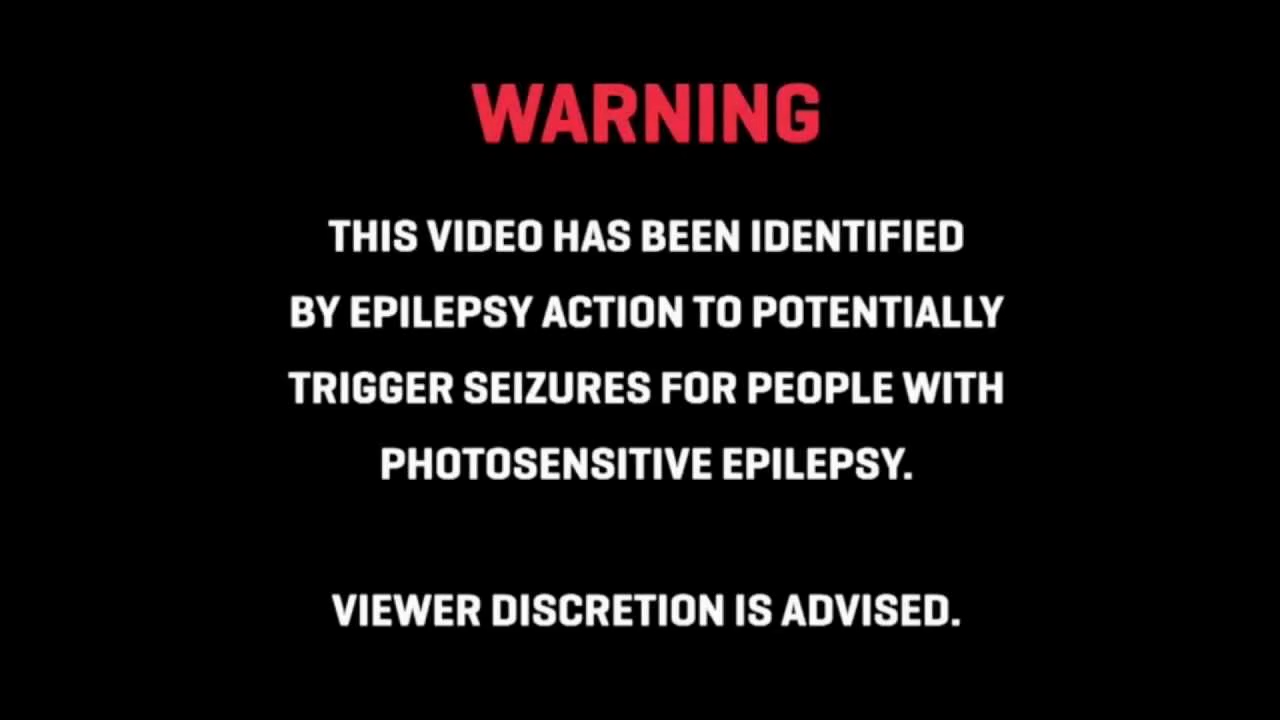 WARNING
THIS VIDEO HAS BEEN IDENTIFIED
BY EPILEPSY ACTION TO POTENTIALLY
TRIGGER SEIZURES FOR PEOPLE WITH
PHOTOSENSITIVE EPILEPSY.
VIEWER DISCRETION IS ADVISED.